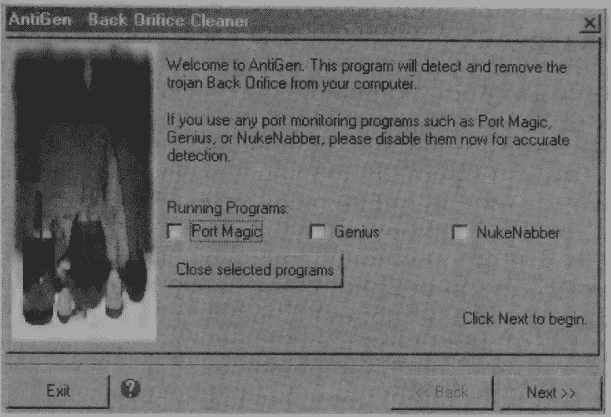 AntiGen Back Orifice Cleaner
Welcome to AntiGen. This program will detect and remove the
trojan Back Orifice from your computer.
If you use any port monitoring programs such as Port Magic,
Genius, or NukeNabber, please disable them now for accurate
detection.
Running Programs:
Port Magic Genius NukeNabber
Close selected programs
Click Next to begin.
Exit ? << Back Next >>